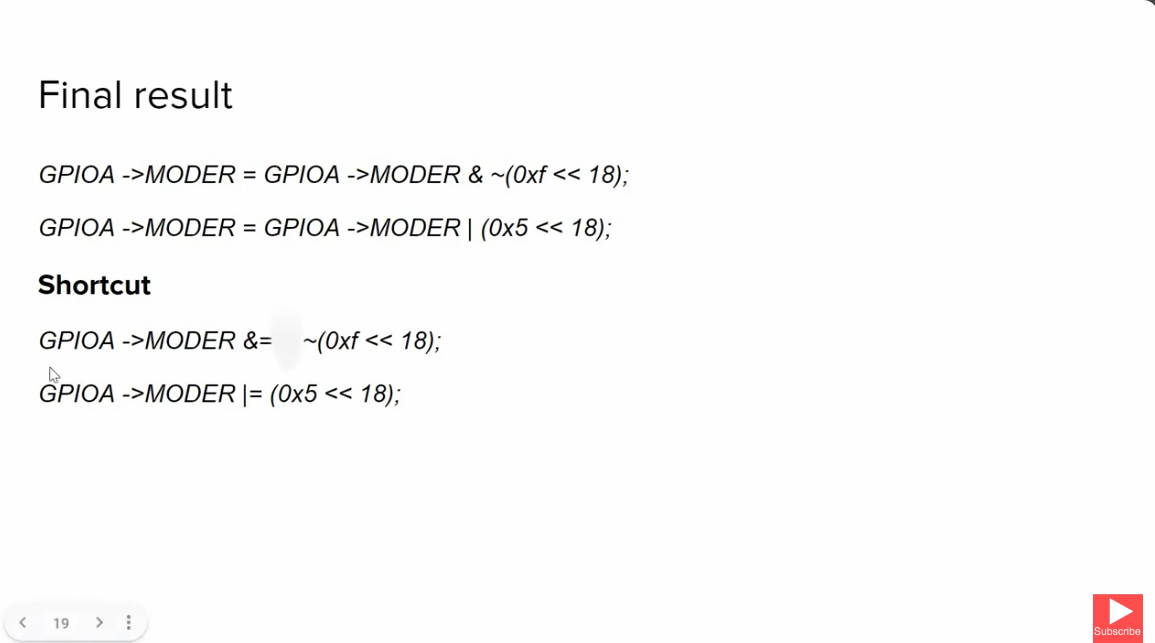 Final result
GPIOA ->MODER = GPIOA ->MODER & ~(0xf << 18);
GPIOA ->MODER = GPIOA ->MODER | (0x5 << 18);
Shortcut
GPIOA ->MODER &= ~(0xf << 18);
GPIOA ->MODER |= (0x5 << 18);
19
Subscribe